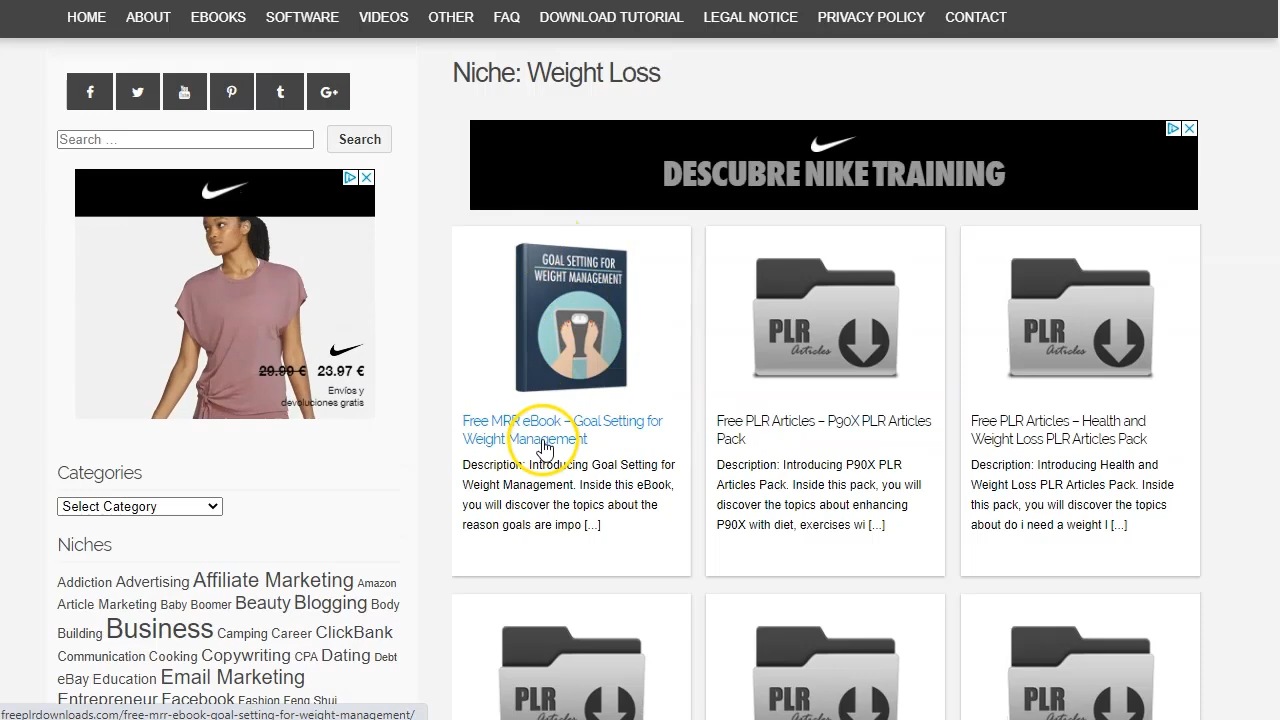 HOME ABOUT EBOOKS SOFTWARE VIDEOS OTHER FAQ DOWNLOAD TUTORIAL LEGAL NOTICE PRIVACY POLICY CONTACT
Search …
Search
29.99 € 23.97 €
Envíos y
devoluciones gratis
Categories
Select Category
Niches
Addiction Advertising Affiliate Marketing Amazon
Article Marketing Baby Boomer Beauty Blogging Body
Building Business Camping Career ClickBank
Communication Cooking Copywriting CPA Dating Debt
eBay Education Email Marketing
Entrepreneur Facebook Fashion Feng Shui
Niche: Weight Loss
DESCUBRE NIKE TRAINING
GOAL SETTING FOR
WEIGHT MANAGEMENT
Free MRR eBook – Goal Setting for
Weight Management
Description: Introducing Goal Setting for
Weight Management. Inside this eBook,
you will discover the topics about the
reason goals are impo [...]
PLR
Articles
Free PLR Articles – P90X PLR Articles
Pack
Description: Introducing P90X PLR
Articles Pack. Inside this pack, you will
discover the topics about enhancing
P90X with diet, exercises wi [...]
PLR
Articles
Free PLR Articles – Health and
Weight Loss PLR Articles Pack
Description: Introducing Health and
Weight Loss PLR Articles Pack. Inside
this pack, you will discover the topics
about do i need a weight l [...]
PLR
PLR
PLR
freeplrdownloads.com/free-mrr-ebook-goal-setting-for-weight-management/